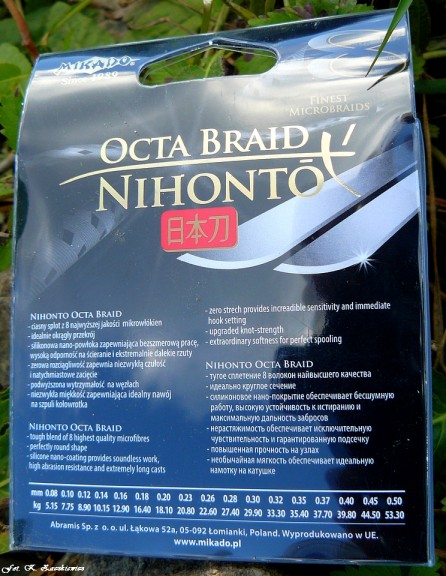 MIKADO
Since 1989
FINEST
MICROBRAIDS
OCTA BRAID
NIHONTŌ
日本刀
NIHONTO OCTA BRAID
- ciasny splot z 8 najwyższej jakości mikrowłókien
- idealnie okrągły przekrój
- silikonowa nano-powłoka zapewniająca bezszmerową pracę,
wysoką odporność na ścieranie i ekstremalnie dalekie rzuty
- zerowa rozciągliwość zapewnia niezwykłą czułość
i natychmiastowe zacięcie
- podwyższona wytrzymałość na węzłach
- niezwykła miękkość zapewniająca idealny nawój
na szpuli kołowrotka
NIHONTO OCTA BRAID
- tough blend of 8 highest quality microfibres
- perfectly round shape
- silicone nano-coating provides soundless work,
high abrasion resistance and extremely long casts
- zero strech provides increadible sensitivity and immediate
hook setting
- upgraded knot-strength
- extraordinary softness for perfect spooling
NIHONTO OCTA BRAID
- тугое сплетение 8 волокон наивысшего качества
- идеально круглое сечение
- силиконовое нано-покрытие обеспечивает бесшумную
работу, высокую устойчивость к истиранию и
максимальную дальность забросов
- нерастяжимость обеспечивает исключительную
чувствительность и гарантированную подсечку
- повышенная прочность на узлах
- необычайная мягкость обеспечивает идеальную
намотку на катушке
mm 0.08 0.10 0.12 0.14 0.16 0.18 0.20 0.23 0.26 0.28 0.30 0.32 0.35 0.37 0.40 0.45 0.50
kg 5.15 7.75 8.90 10.15 12.90 16.40 18.10 20.80 22.60 27.40 29.90 33.30 35.40 37.70 39.80 44.50 53.30
Abramis Sp. z o. o. ul. Łąkowa 52a, 05-092 Łomianki, Poland. Wyprodukowano w UE.
www.mikado.pl